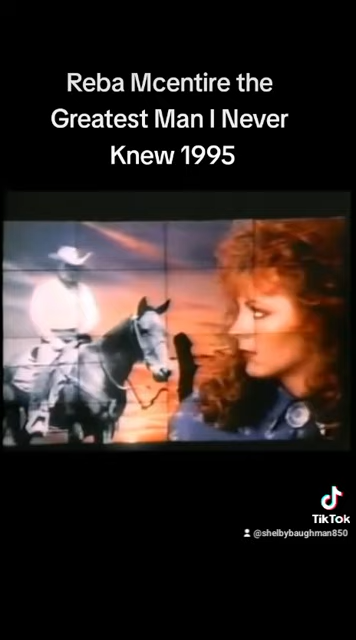 Reba Mcentire the
Greatest Man I Never
Knew 1995
TikTok
@shelbybaughman850